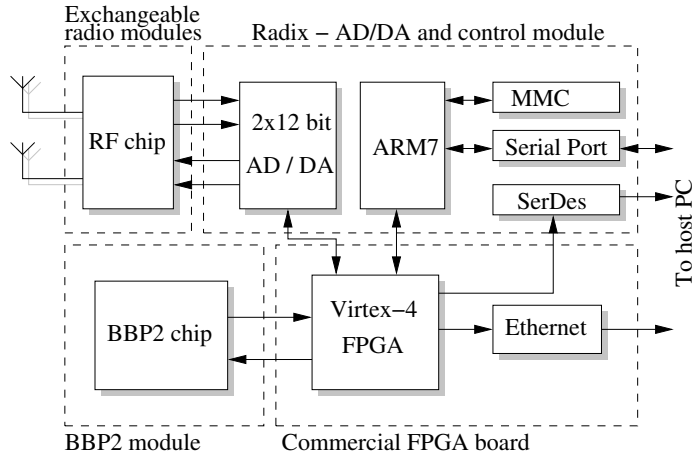 Exchangeable
radio modules
Radix – AD/DA and control module
RF chip
2x12 bit
AD / DA
ARM7
MMC
Serial Port
SerDes
To host PC
BBP2 chip
Virtex–4
FPGA
Ethernet
BBP2 module
Commercial FPGA board